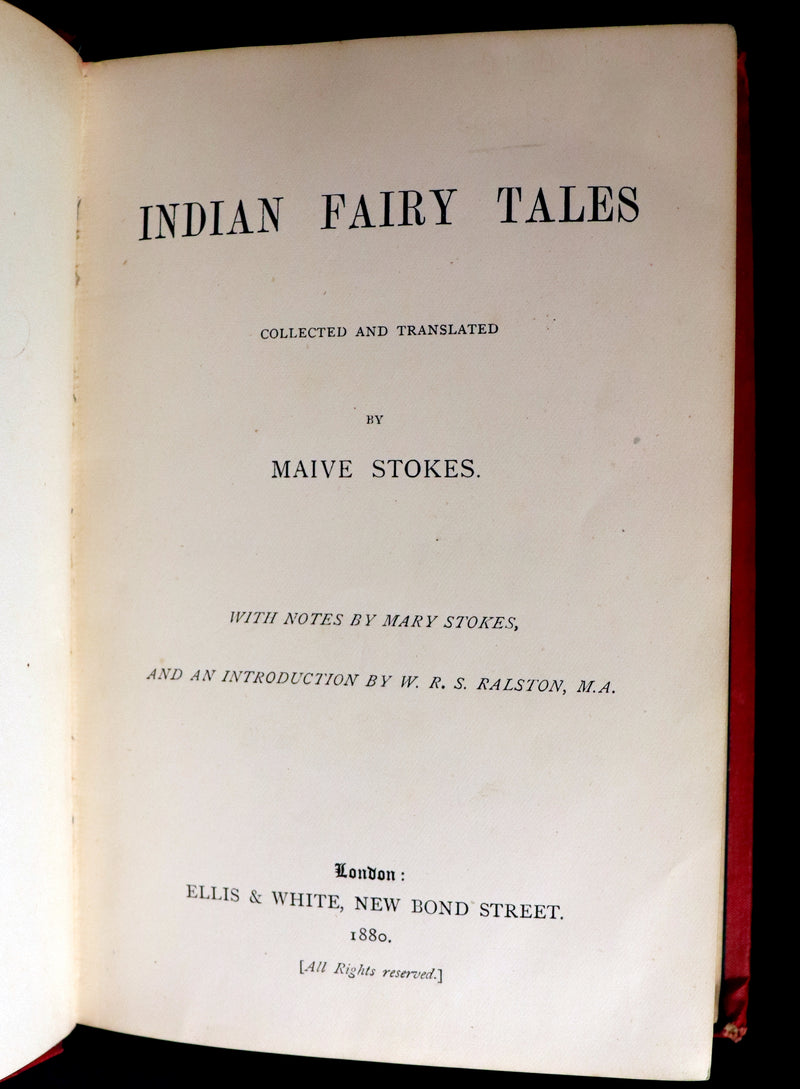 INDIAN FAIRY TALES
COLLECTED AND TRANSLATED
BY
MAIVE STOKES.
WITH NOTES BY MARY STOKES,
AND AN INTRODUCTION BY W. R. S. RALSTON, M.A.
London:
ELLIS & WHITE, NEW BOND STREET.
1880.
[All Rights reserved.]